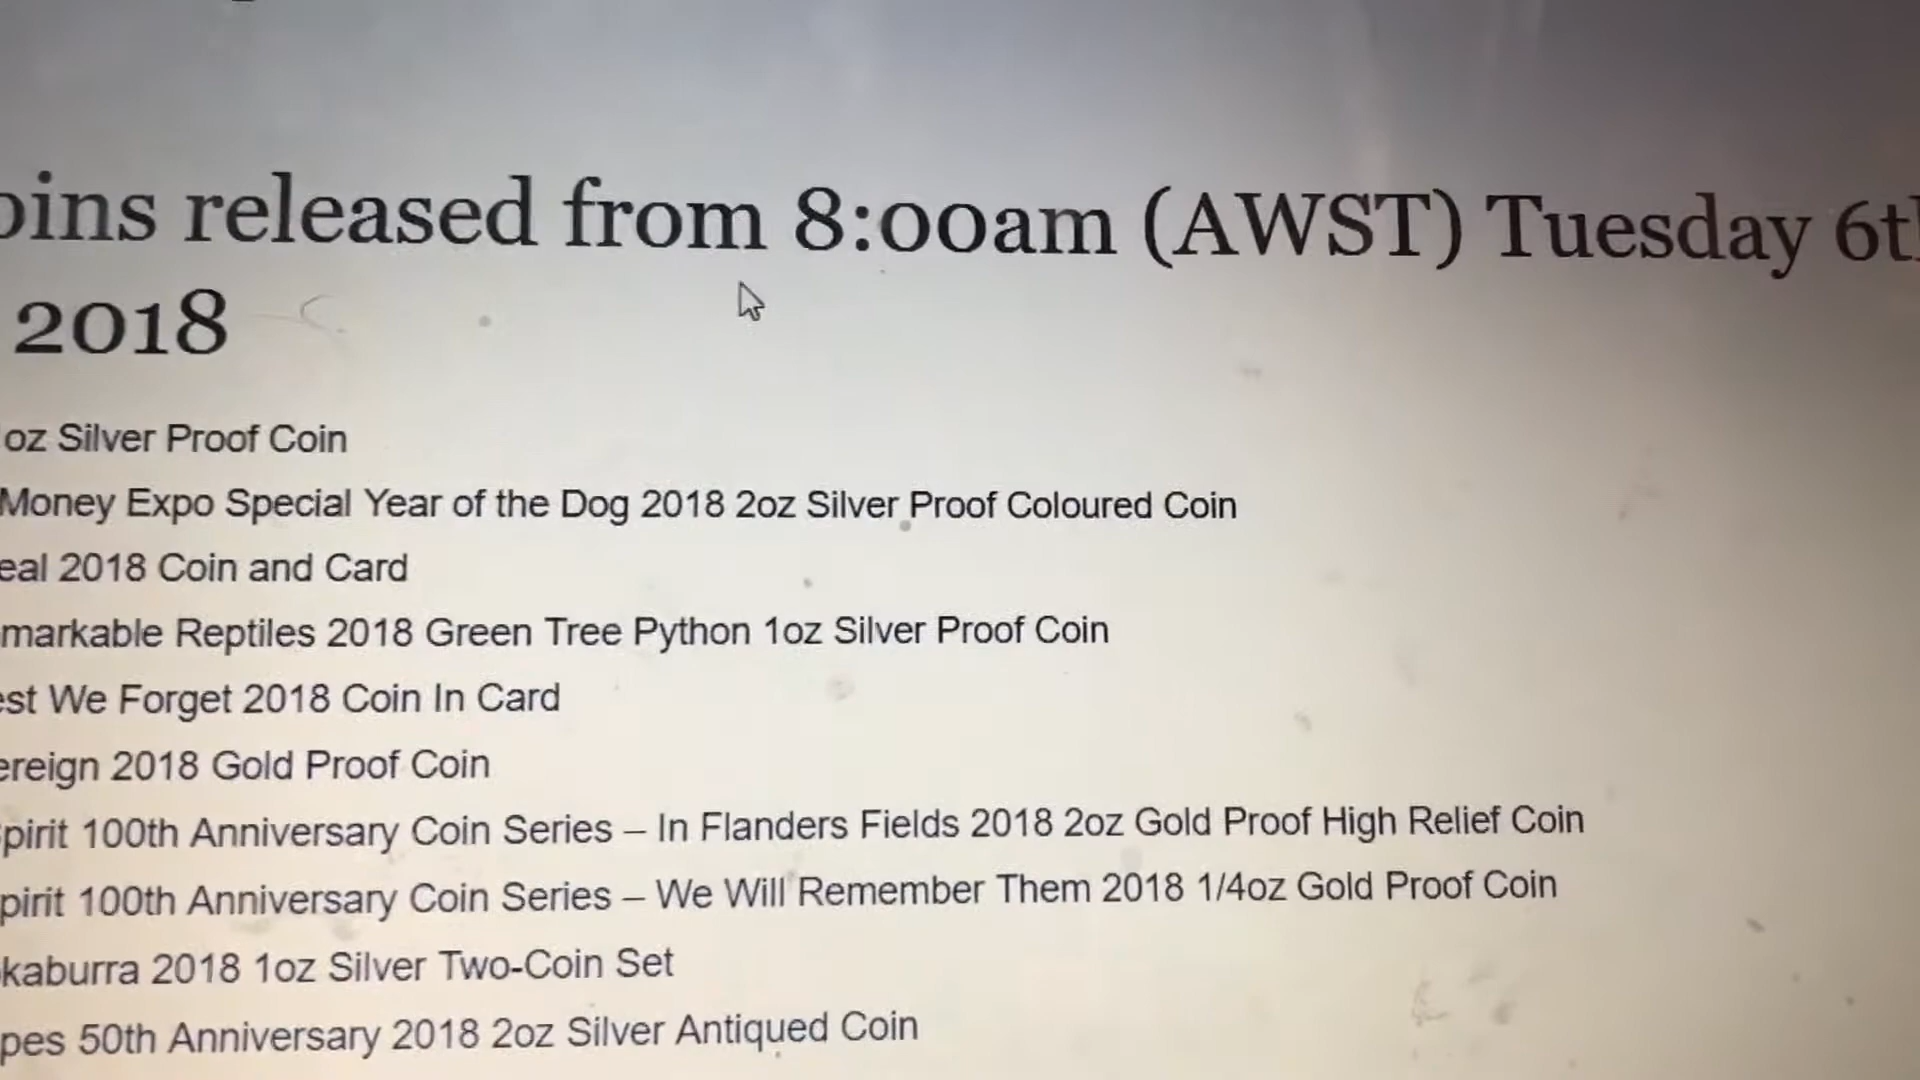 oins released from 8:00am (AWST) Tuesday 6th
2018
oz Silver Proof Coin
Money Expo Special Year of the Dog 2018 2oz Silver Proof Coloured Coin
eal 2018 Coin and Card
markable Reptiles 2018 Green Tree Python 1oz Silver Proof Coin
est We Forget 2018 Coin In Card
ereign 2018 Gold Proof Coin
pirit 100th Anniversary Coin Series – In Flanders Fields 2018 2oz Gold Proof High Relief Coin
pirit 100th Anniversary Coin Series – We Will Remember Them 2018 1/4oz Gold Proof Coin
kaburra 2018 1oz Silver Two-Coin Set
pes 50th Anniversary 2018 2oz Silver Antiqued Coin